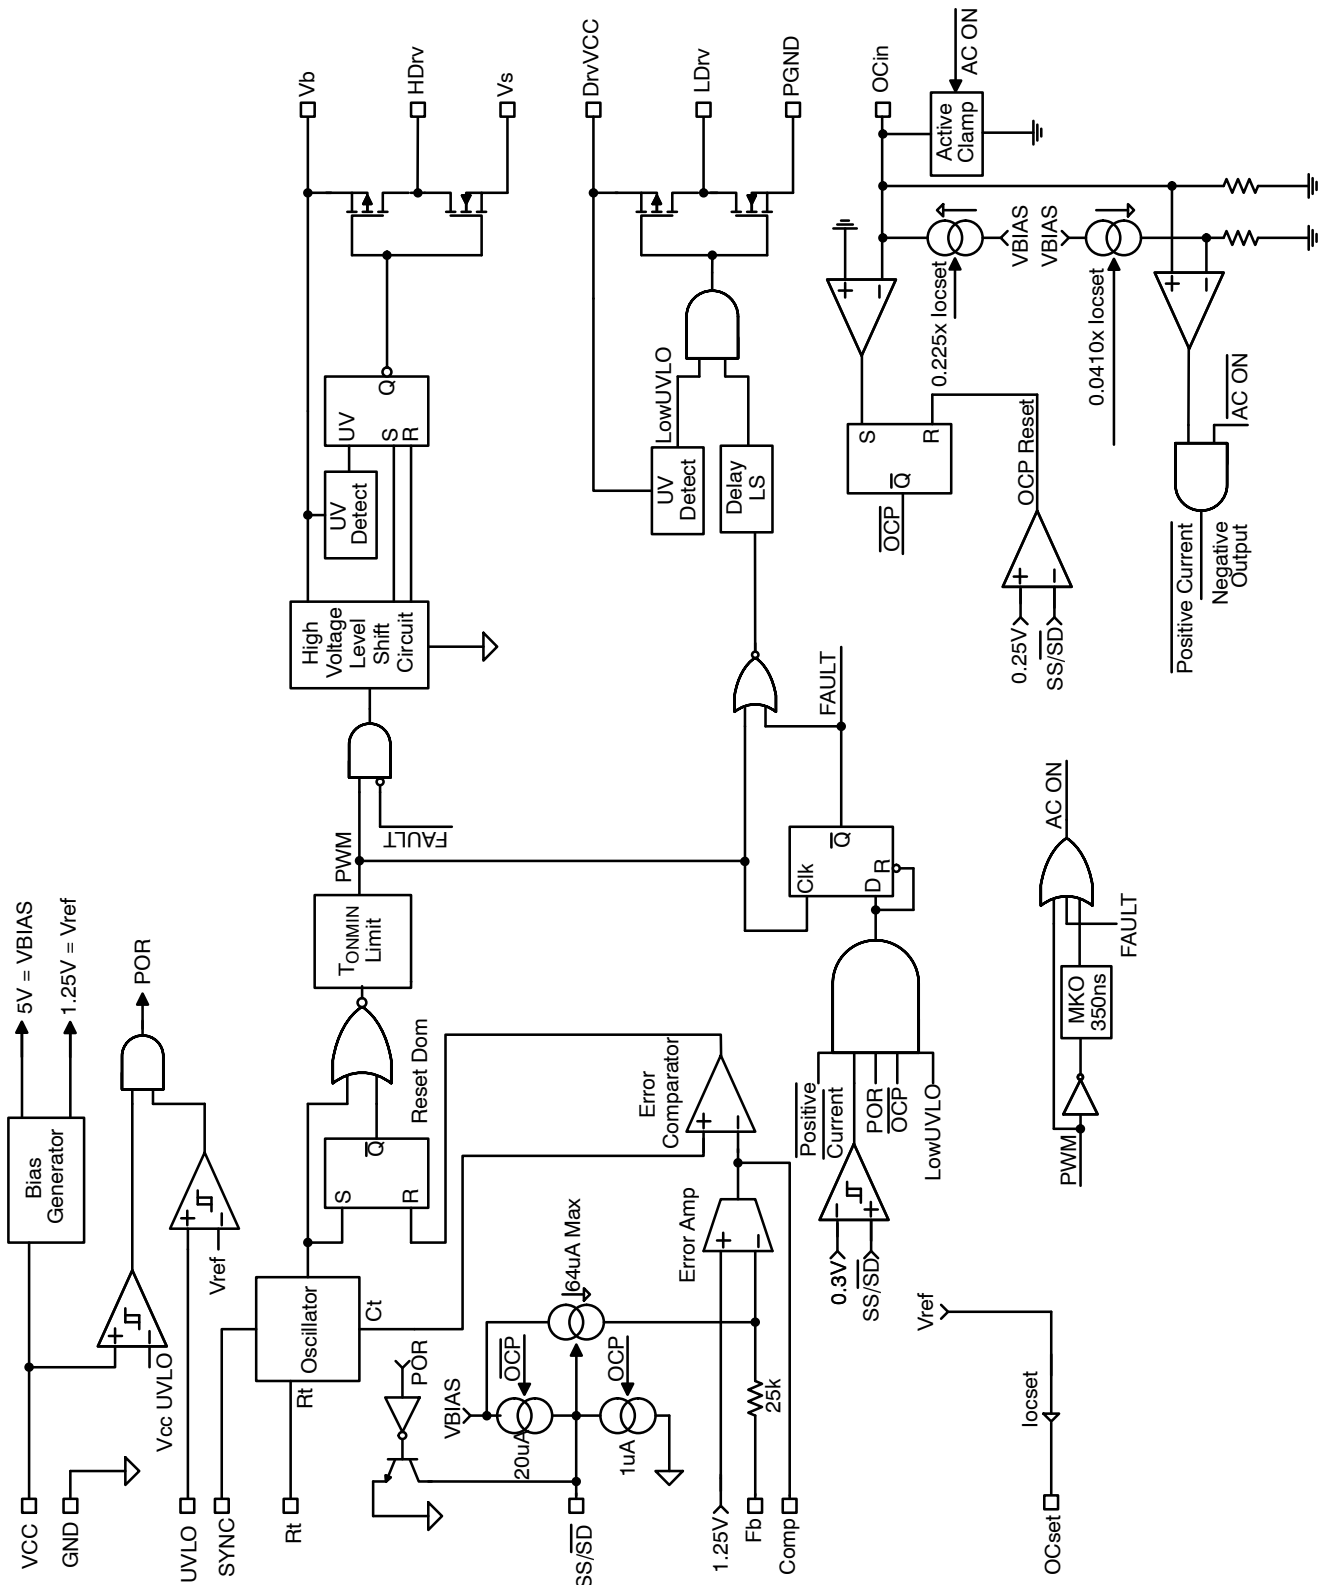 VCC
GND
UVLO
SYNC
Rt
SS/SD
1.25V
Fb
Comp
OCset
Bias
Generator
5V = VBIAS
1.25V = Vref
POR
+
−
Vcc UVLO
+
−
Vref
Oscillator
Rt
Ct
S
R
Q
Reset Dom
TONMIN
Limit
PWM
FAULT
High
Voltage
Level
Shift
Circuit
UV
Detect
UV
S
R
Q
Vb
HDrv
Vs
DrvVCC
LDrv
PGND
UV
Detect
LowUVLO
Delay
LS
POR
VBIAS
20uA
OCP
64uA Max
1uA
OCP
25k
Error Amp
+
−
Error
Comparator
+
−
Clk
D
R
Q
FAULT
Positive
Current
POR
OCP
LowUVLO
0.3V
SS/SD
−
+
S
R
Q
OCP
+
−
OCin
Active
Clamp
AC ON
0.225x Iocset
VBIAS
VBIAS
0.0410x Iocset
OCP Reset
+
−
0.25V
SS/SD
+
−
AC ON
Positive Current
Negative
Output
PWM
MKO
350ns
FAULT
AC ON
Vref
Iocset